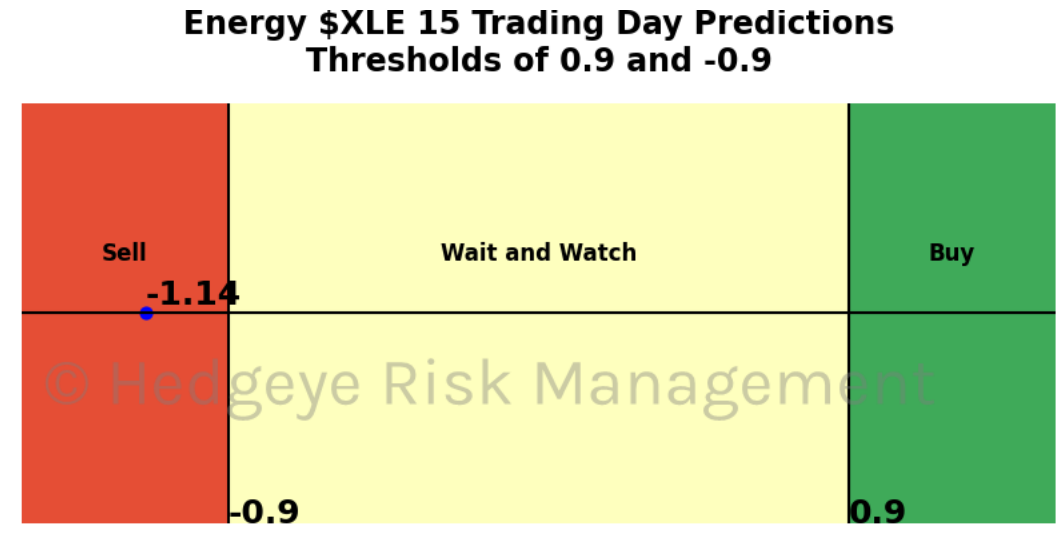 Energy $XLE 15 Trading Day Predictions
Thresholds of 0.9 and -0.9
Sell
Wait and Watch
Buy
-1.14
© Hedgeye Risk Management
-0.9
0.9